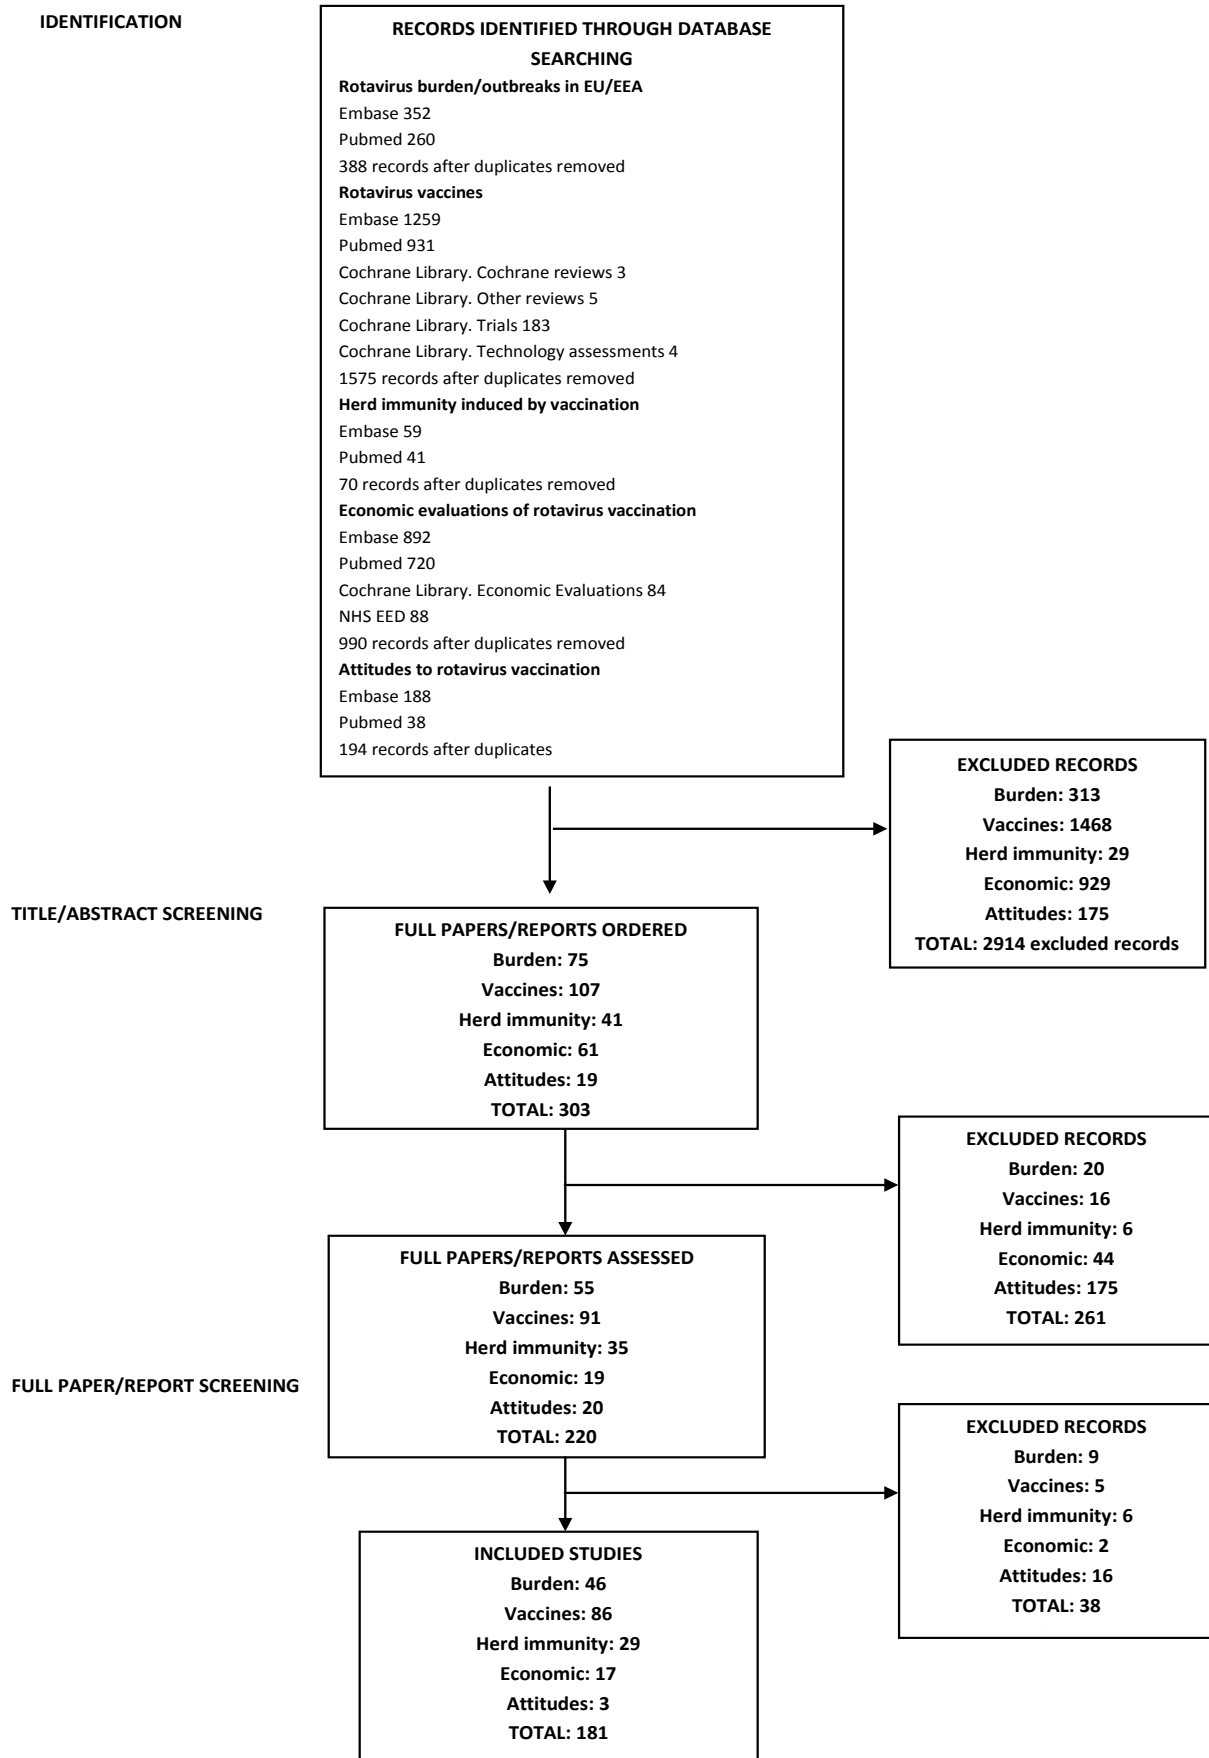 IDENTIFICATION
RECORDS IDENTIFIED THROUGH DATABASE
SEARCHING
Rotavirus burden/outbreaks in EU/EEA
Embase 352
Pubmed 260
388 records after duplicates removed
Rotavirus vaccines
Embase 1259
Pubmed 931
Cochrane Library. Cochrane reviews 3
Cochrane Library. Other reviews 5
Cochrane Library. Trials 183
Cochrane Library. Technology assessments 4
1575 records after duplicates removed
Herd immunity induced by vaccination
Embase 59
Pubmed 41
70 records after duplicates removed
Economic evaluations of rotavirus vaccination
Embase 892
Pubmed 720
Cochrane Library. Economic Evaluations 84
NHS EED 88
990 records after duplicates removed
Attitudes to rotavirus vaccination
Embase 188
Pubmed 38
194 records after duplicates
EXCLUDED RECORDS
Burden: 313
Vaccines: 1468
Herd immunity: 29
Economic: 929
Attitudes: 175
TOTAL: 2914 excluded records
TITLE/ABSTRACT SCREENING
FULL PAPERS/REPORTS ORDERED
Burden: 75
Vaccines: 107
Herd immunity: 41
Economic: 61
Attitudes: 19
TOTAL: 303
EXCLUDED RECORDS
Burden: 20
Vaccines: 16
Herd immunity: 6
Economic: 44
Attitudes: 175
TOTAL: 261
FULL PAPERS/REPORTS ASSESSED
Burden: 55
Vaccines: 91
Herd immunity: 35
Economic: 19
Attitudes: 20
TOTAL: 220
FULL PAPER/REPORT SCREENING
EXCLUDED RECORDS
Burden: 9
Vaccines: 5
Herd immunity: 6
Economic: 2
Attitudes: 16
TOTAL: 38
INCLUDED STUDIES
Burden: 46
Vaccines: 86
Herd immunity: 29
Economic: 17
Attitudes: 3
TOTAL: 181